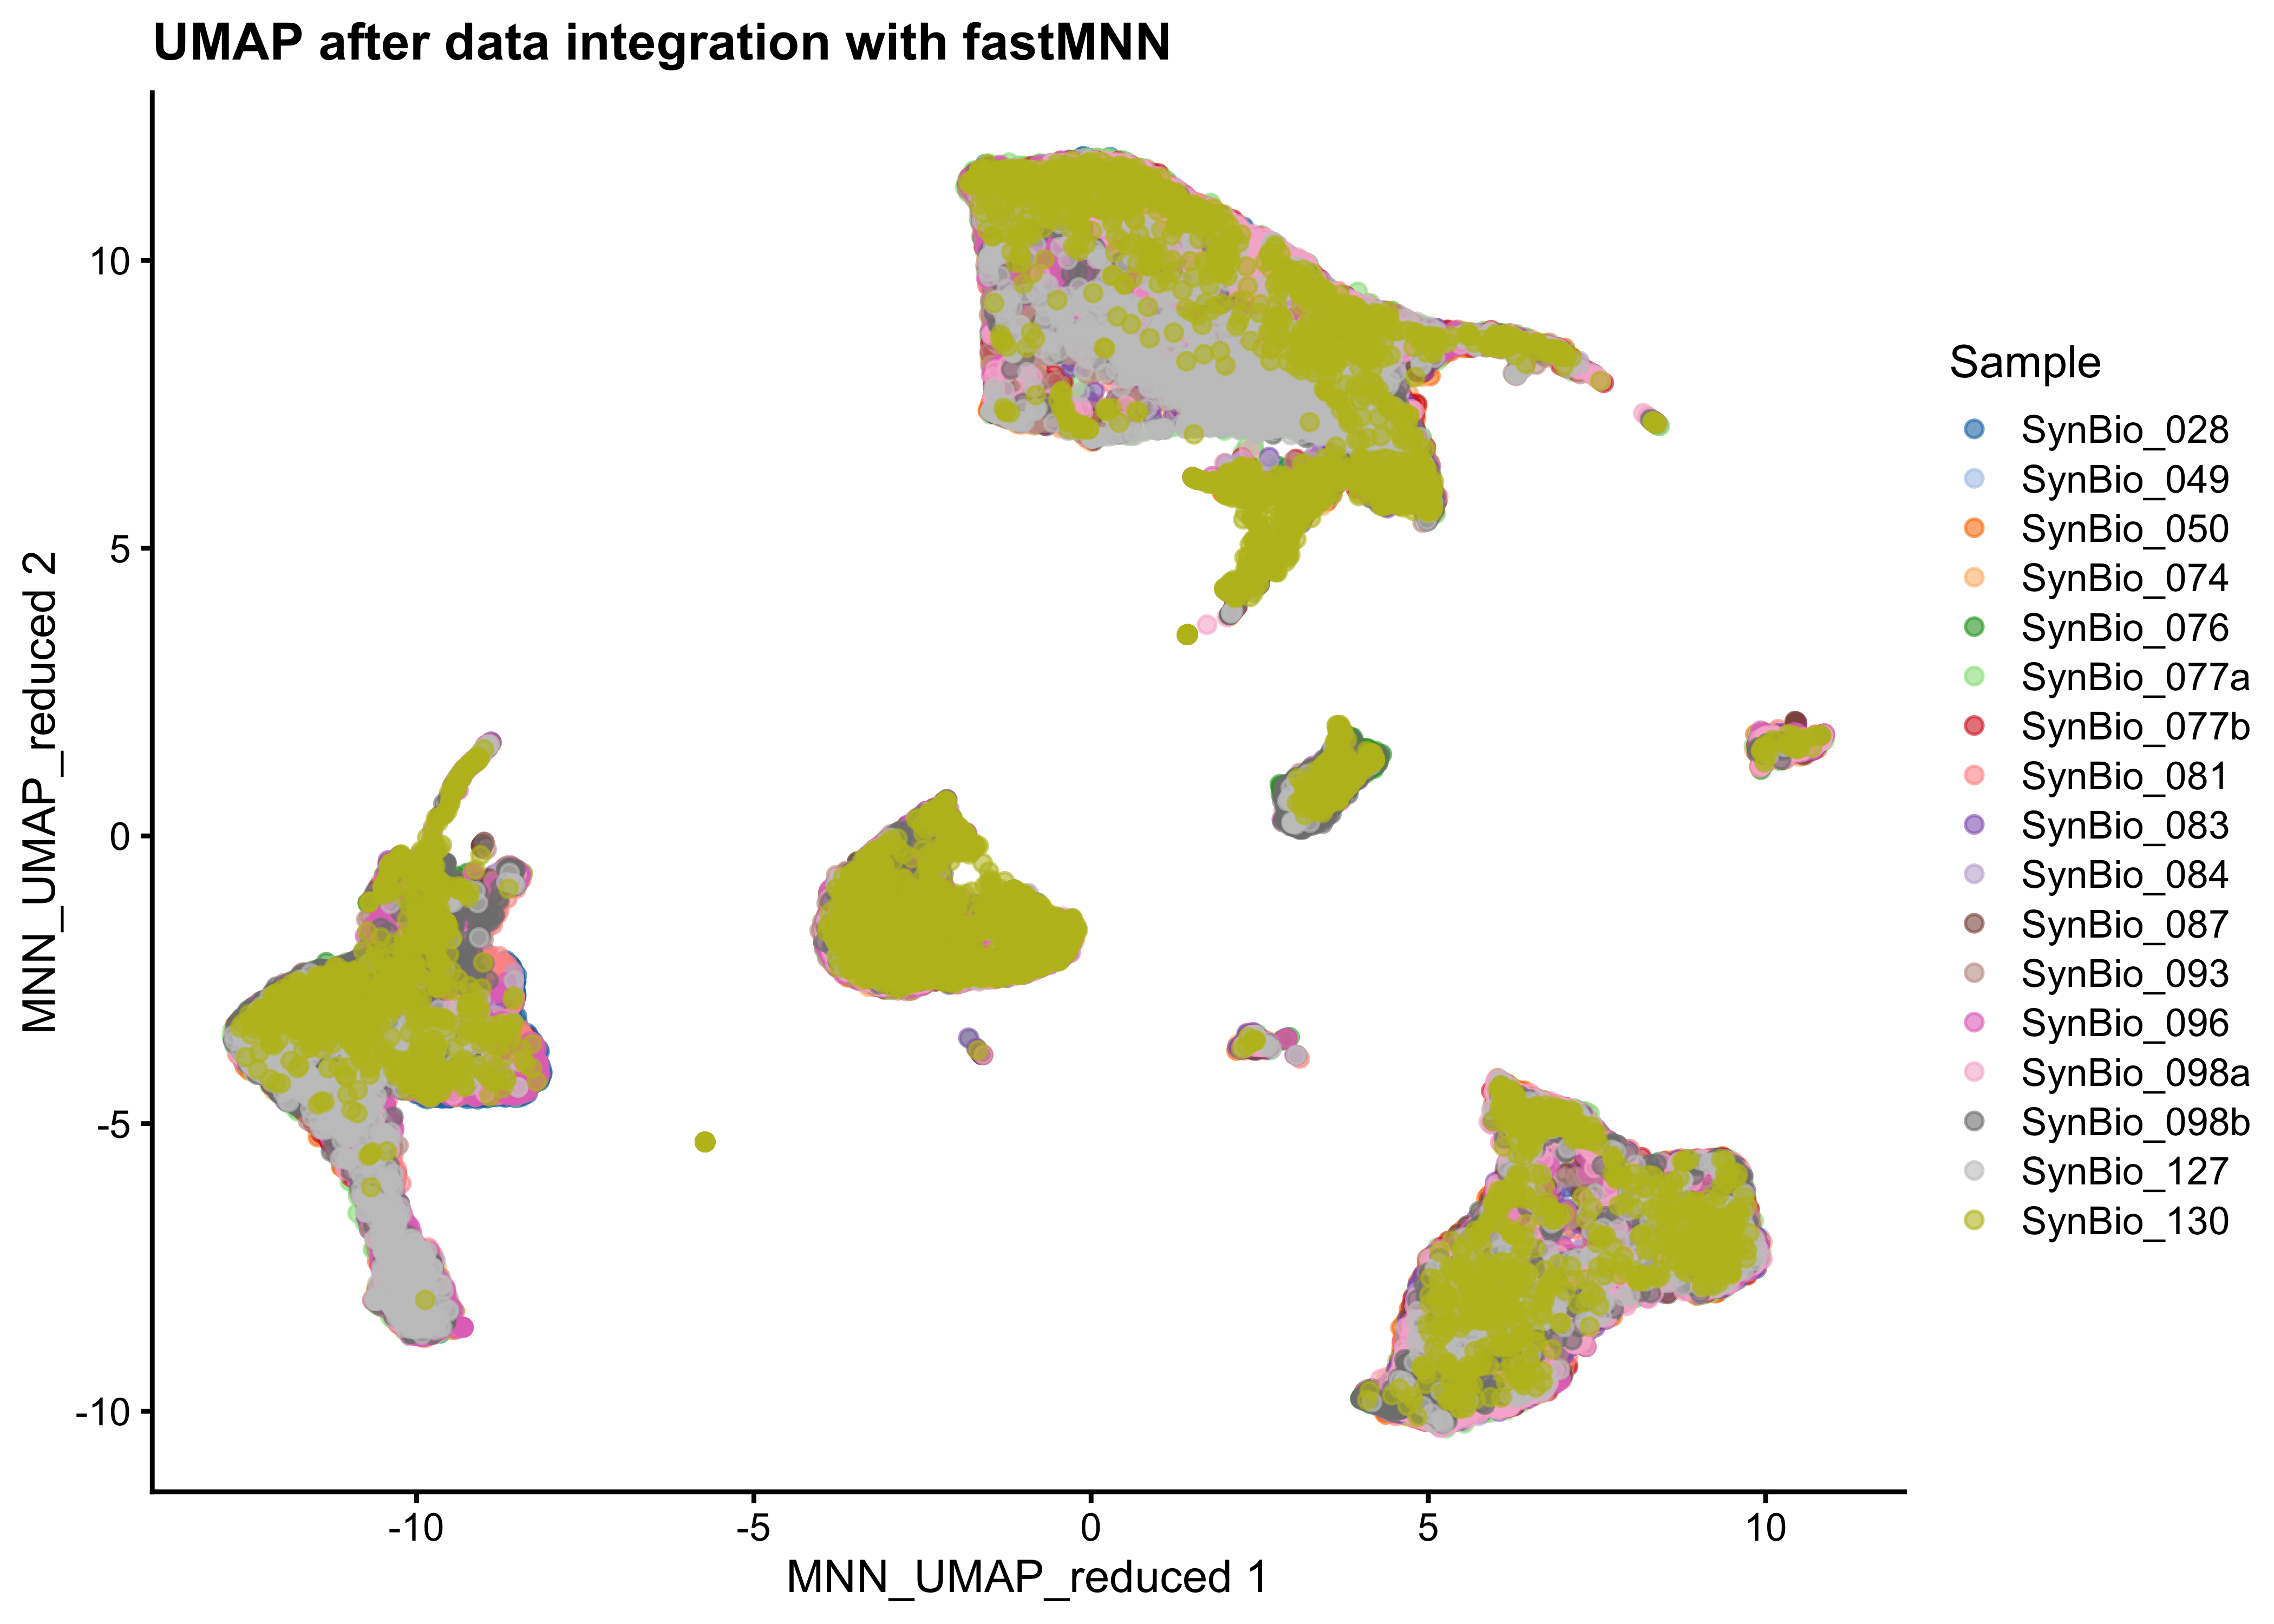 UMAP after data integration with fastMNN
MNN_UMAP_reduced 2
10
5
0
-5
-10
-10
-5
0
5
10
MNN_UMAP_reduced 1
Sample
SynBio_028
SynBio_049
SynBio_050
SynBio_074
SynBio_076
SynBio_077a
SynBio_077b
SynBio_081
SynBio_083
SynBio_084
SynBio_087
SynBio_093
SynBio_096
SynBio_098a
SynBio_098b
SynBio_127
SynBio_130